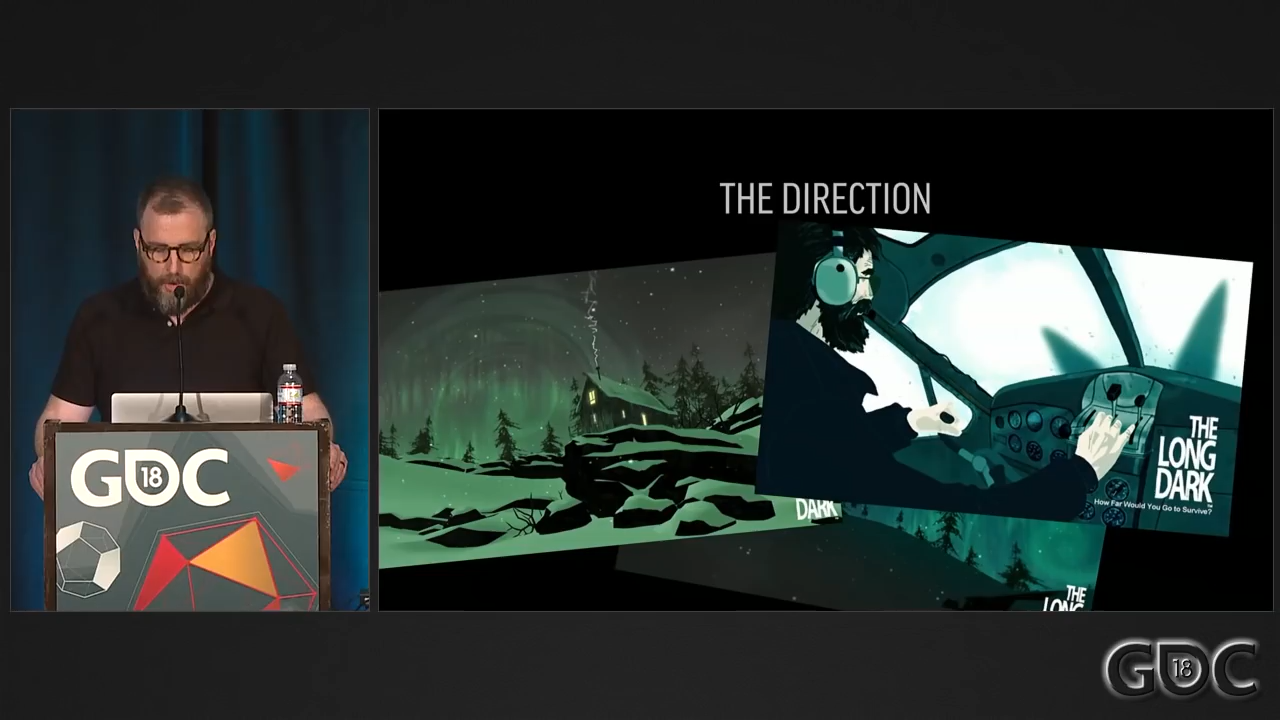 THE DIRECTION
THE
LONG
DARK
How Far Would You Go to Survive?
DARK
THE
LONG
GDC
18
GDC
18